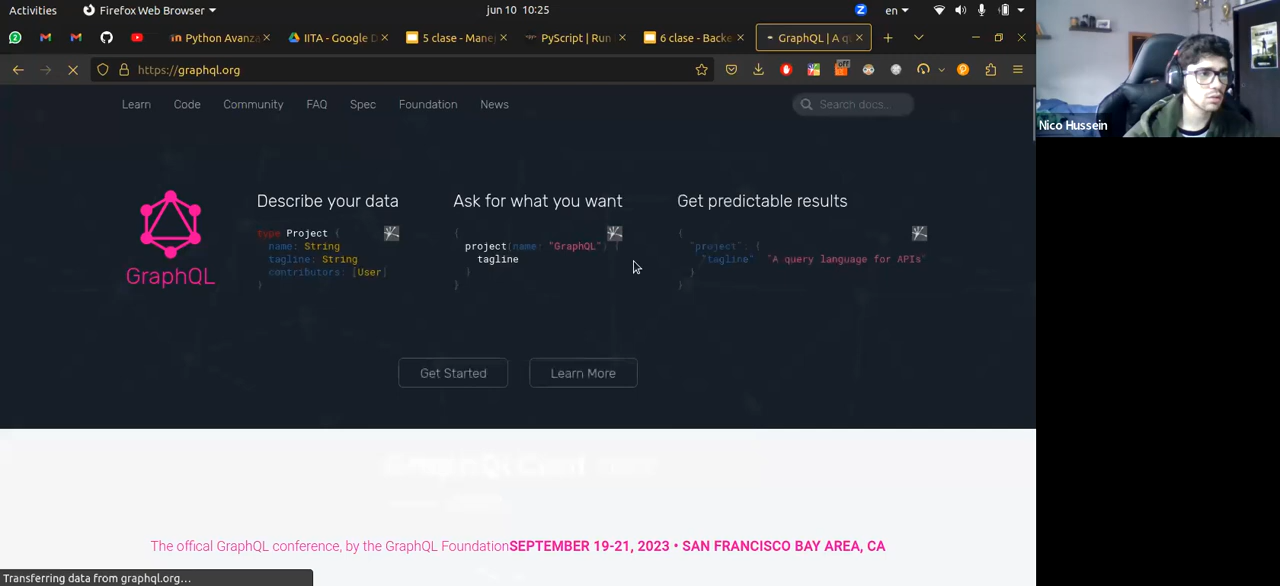 Activities
Firefox Web Browser
jun 10 10:25
en
Python Avanza
IITA - Google D
5 clase - Mane
PyScript | Run
6 clase - Backe
GraphQL | A q
https://graphql.org
off
Learn
Code
Community
FAQ
Spec
Foundation
News
Search docs...
GraphQL
Describe your data
type Project {
name: String
tagline: String
contributors: [User]
}
Ask for what you want
{
project(name: "GraphQL") {
tagline
}
}
Get predictable results
{
"project": {
"tagline" "A query language for APIs"
}
}
Get Started
Learn More
The offical GraphQL conference, by the GraphQL FoundationSEPTEMBER 19-21, 2023 • SAN FRANCISCO BAY AREA, CA
Transferring data from graphql.org...
Nico Hussein